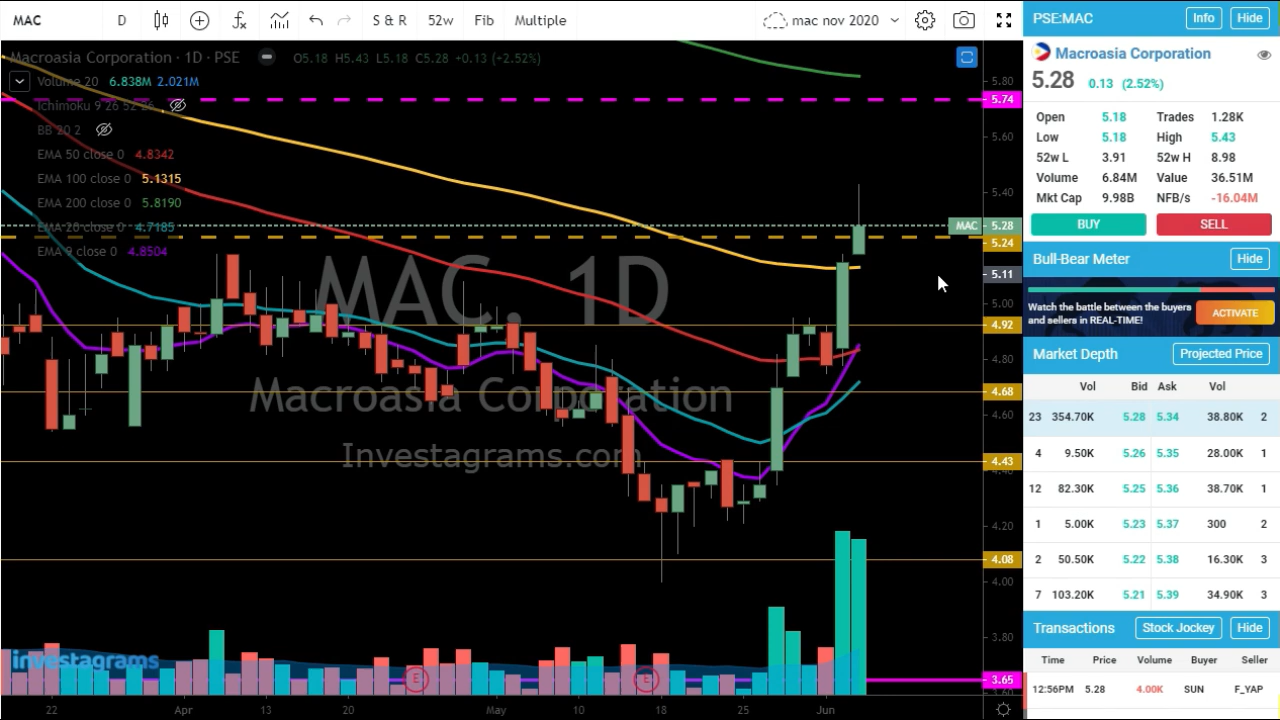 MAC D S & R 52w Fib Multiple mac nov 2020
Macroasia Corporation · 1D · PSE O5.18 H5.43 L5.18 C5.28 +0.13 (+2.52%)
Volume 20 6.838M 2.021M
Ichimoku 9 26 52 26
BB 20 2
EMA 50 close 0 4.8342
EMA 100 close 0 5.1315
EMA 200 close 0 5.8190
EMA 20 close 0 4.7185
EMA 9 close 0 4.8504
MAC, 1D
Macroasia Corporation
Investagrams.com
investagrams
E E
5.80
5.74
5.60
5.40
MAC 5.28
5.24
5.11
5.00
4.92
4.80
4.68
4.60
4.43
4.20
4.08
4.00
3.80
3.65
22 Apr 13 20 May 10 18 25 Jun
PSE:MAC Info Hide
Macroasia Corporation
5.28 0.13 (2.52%)
Open 5.18 Trades 1.28K
Low 5.18 High 5.43
52w L 3.91 52w H 8.98
Volume 6.84M Value 36.51M
Mkt Cap 9.98B NFB/s -16.04M
BUY SELL
Bull-Bear Meter Hide
Watch the battle between the buyers
and sellers in REAL-TIME! ACTIVATE
Market Depth Projected Price
Vol Bid Ask Vol
23 354.70K 5.28 5.34 38.80K 2
4 9.50K 5.26 5.35 28.00K 1
12 82.30K 5.25 5.36 38.70K 1
1 5.00K 5.23 5.37 300 2
2 50.50K 5.22 5.38 16.30K 3
7 103.20K 5.21 5.39 34.90K 3
Transactions Stock Jockey Hide
Time Price Volume Buyer Seller
12:56PM 5.28 4.00K SUN F_YAP